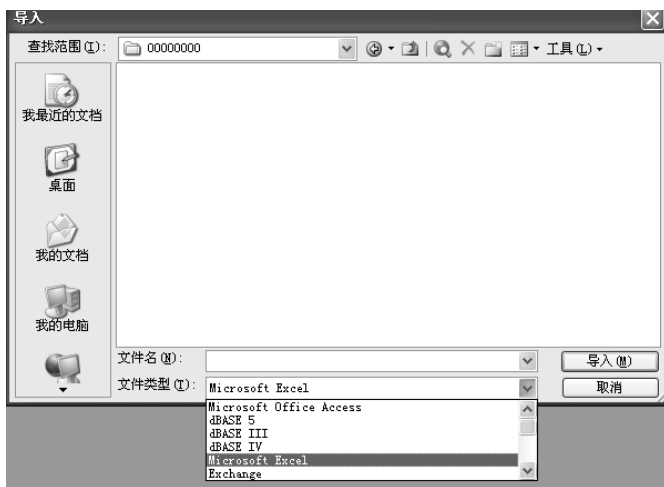 导入
查找范围(I): 00000000 工具(L)
我最近的文档
桌面
我的文档
我的电脑
文件名(N): 导入(M)
文件类型(T): Microsoft Excel 取消
Microsoft Office Access
dBASE 5
dBASE III
dBASE IV
Microsoft Excel
Exchange